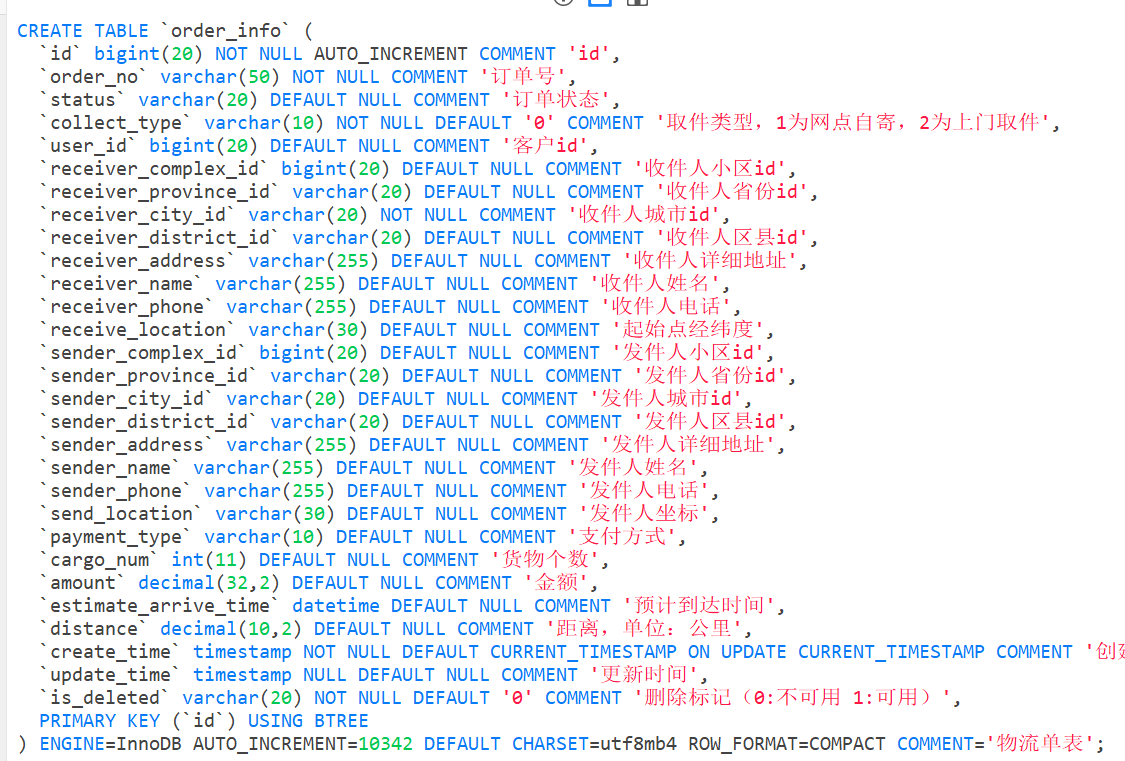 CREATE TABLE `order_info` (
  `id` bigint(20) NOT NULL AUTO_INCREMENT COMMENT 'id',
  `order_no` varchar(50) NOT NULL COMMENT '订单号',
  `status` varchar(20) DEFAULT NULL COMMENT '订单状态',
  `collect_type` varchar(10) NOT NULL DEFAULT '0' COMMENT '取件类型，1为网点自寄，2为上门取件',
  `user_id` bigint(20) DEFAULT NULL COMMENT '客户id',
  `receiver_complex_id` bigint(20) DEFAULT NULL COMMENT '收件人小区id',
  `receiver_province_id` varchar(20) DEFAULT NULL COMMENT '收件人省份id',
  `receiver_city_id` varchar(20) NOT NULL COMMENT '收件人城市id',
  `receiver_district_id` varchar(20) DEFAULT NULL COMMENT '收件人区县id',
  `receiver_address` varchar(255) DEFAULT NULL COMMENT '收件人详细地址',
  `receiver_name` varchar(255) DEFAULT NULL COMMENT '收件人姓名',
  `receiver_phone` varchar(255) DEFAULT NULL COMMENT '收件人电话',
  `receive_location` varchar(30) DEFAULT NULL COMMENT '起始点经纬度',
  `sender_complex_id` bigint(20) DEFAULT NULL COMMENT '发件人小区id',
  `sender_province_id` varchar(20) DEFAULT NULL COMMENT '发件人省份id',
  `sender_city_id` varchar(20) DEFAULT NULL COMMENT '发件人城市id',
  `sender_district_id` varchar(20) DEFAULT NULL COMMENT '发件人区县id',
  `sender_address` varchar(255) DEFAULT NULL COMMENT '发件人详细地址',
  `sender_name` varchar(255) DEFAULT NULL COMMENT '发件人姓名',
  `sender_phone` varchar(255) DEFAULT NULL COMMENT '发件人电话',
  `send_location` varchar(30) DEFAULT NULL COMMENT '发件人坐标',
  `payment_type` varchar(10) DEFAULT NULL COMMENT '支付方式',
  `cargo_num` int(11) DEFAULT NULL COMMENT '货物个数',
  `amount` decimal(32,2) DEFAULT NULL COMMENT '金额',
  `estimate_arrive_time` datetime DEFAULT NULL COMMENT '预计到达时间',
  `distance` decimal(10,2) DEFAULT NULL COMMENT '距离，单位：公里',
  `create_time` timestamp NOT NULL DEFAULT CURRENT_TIMESTAMP ON UPDATE CURRENT_TIMESTAMP COMMENT '创
  `update_time` timestamp NULL DEFAULT NULL COMMENT '更新时间',
  `is_deleted` varchar(20) NOT NULL DEFAULT '0' COMMENT '删除标记（0:不可用 1:可用）',
  PRIMARY KEY (`id`) USING BTREE
) ENGINE=InnoDB AUTO_INCREMENT=10342 DEFAULT CHARSET=utf8mb4 ROW_FORMAT=COMPACT COMMENT='物流单表';